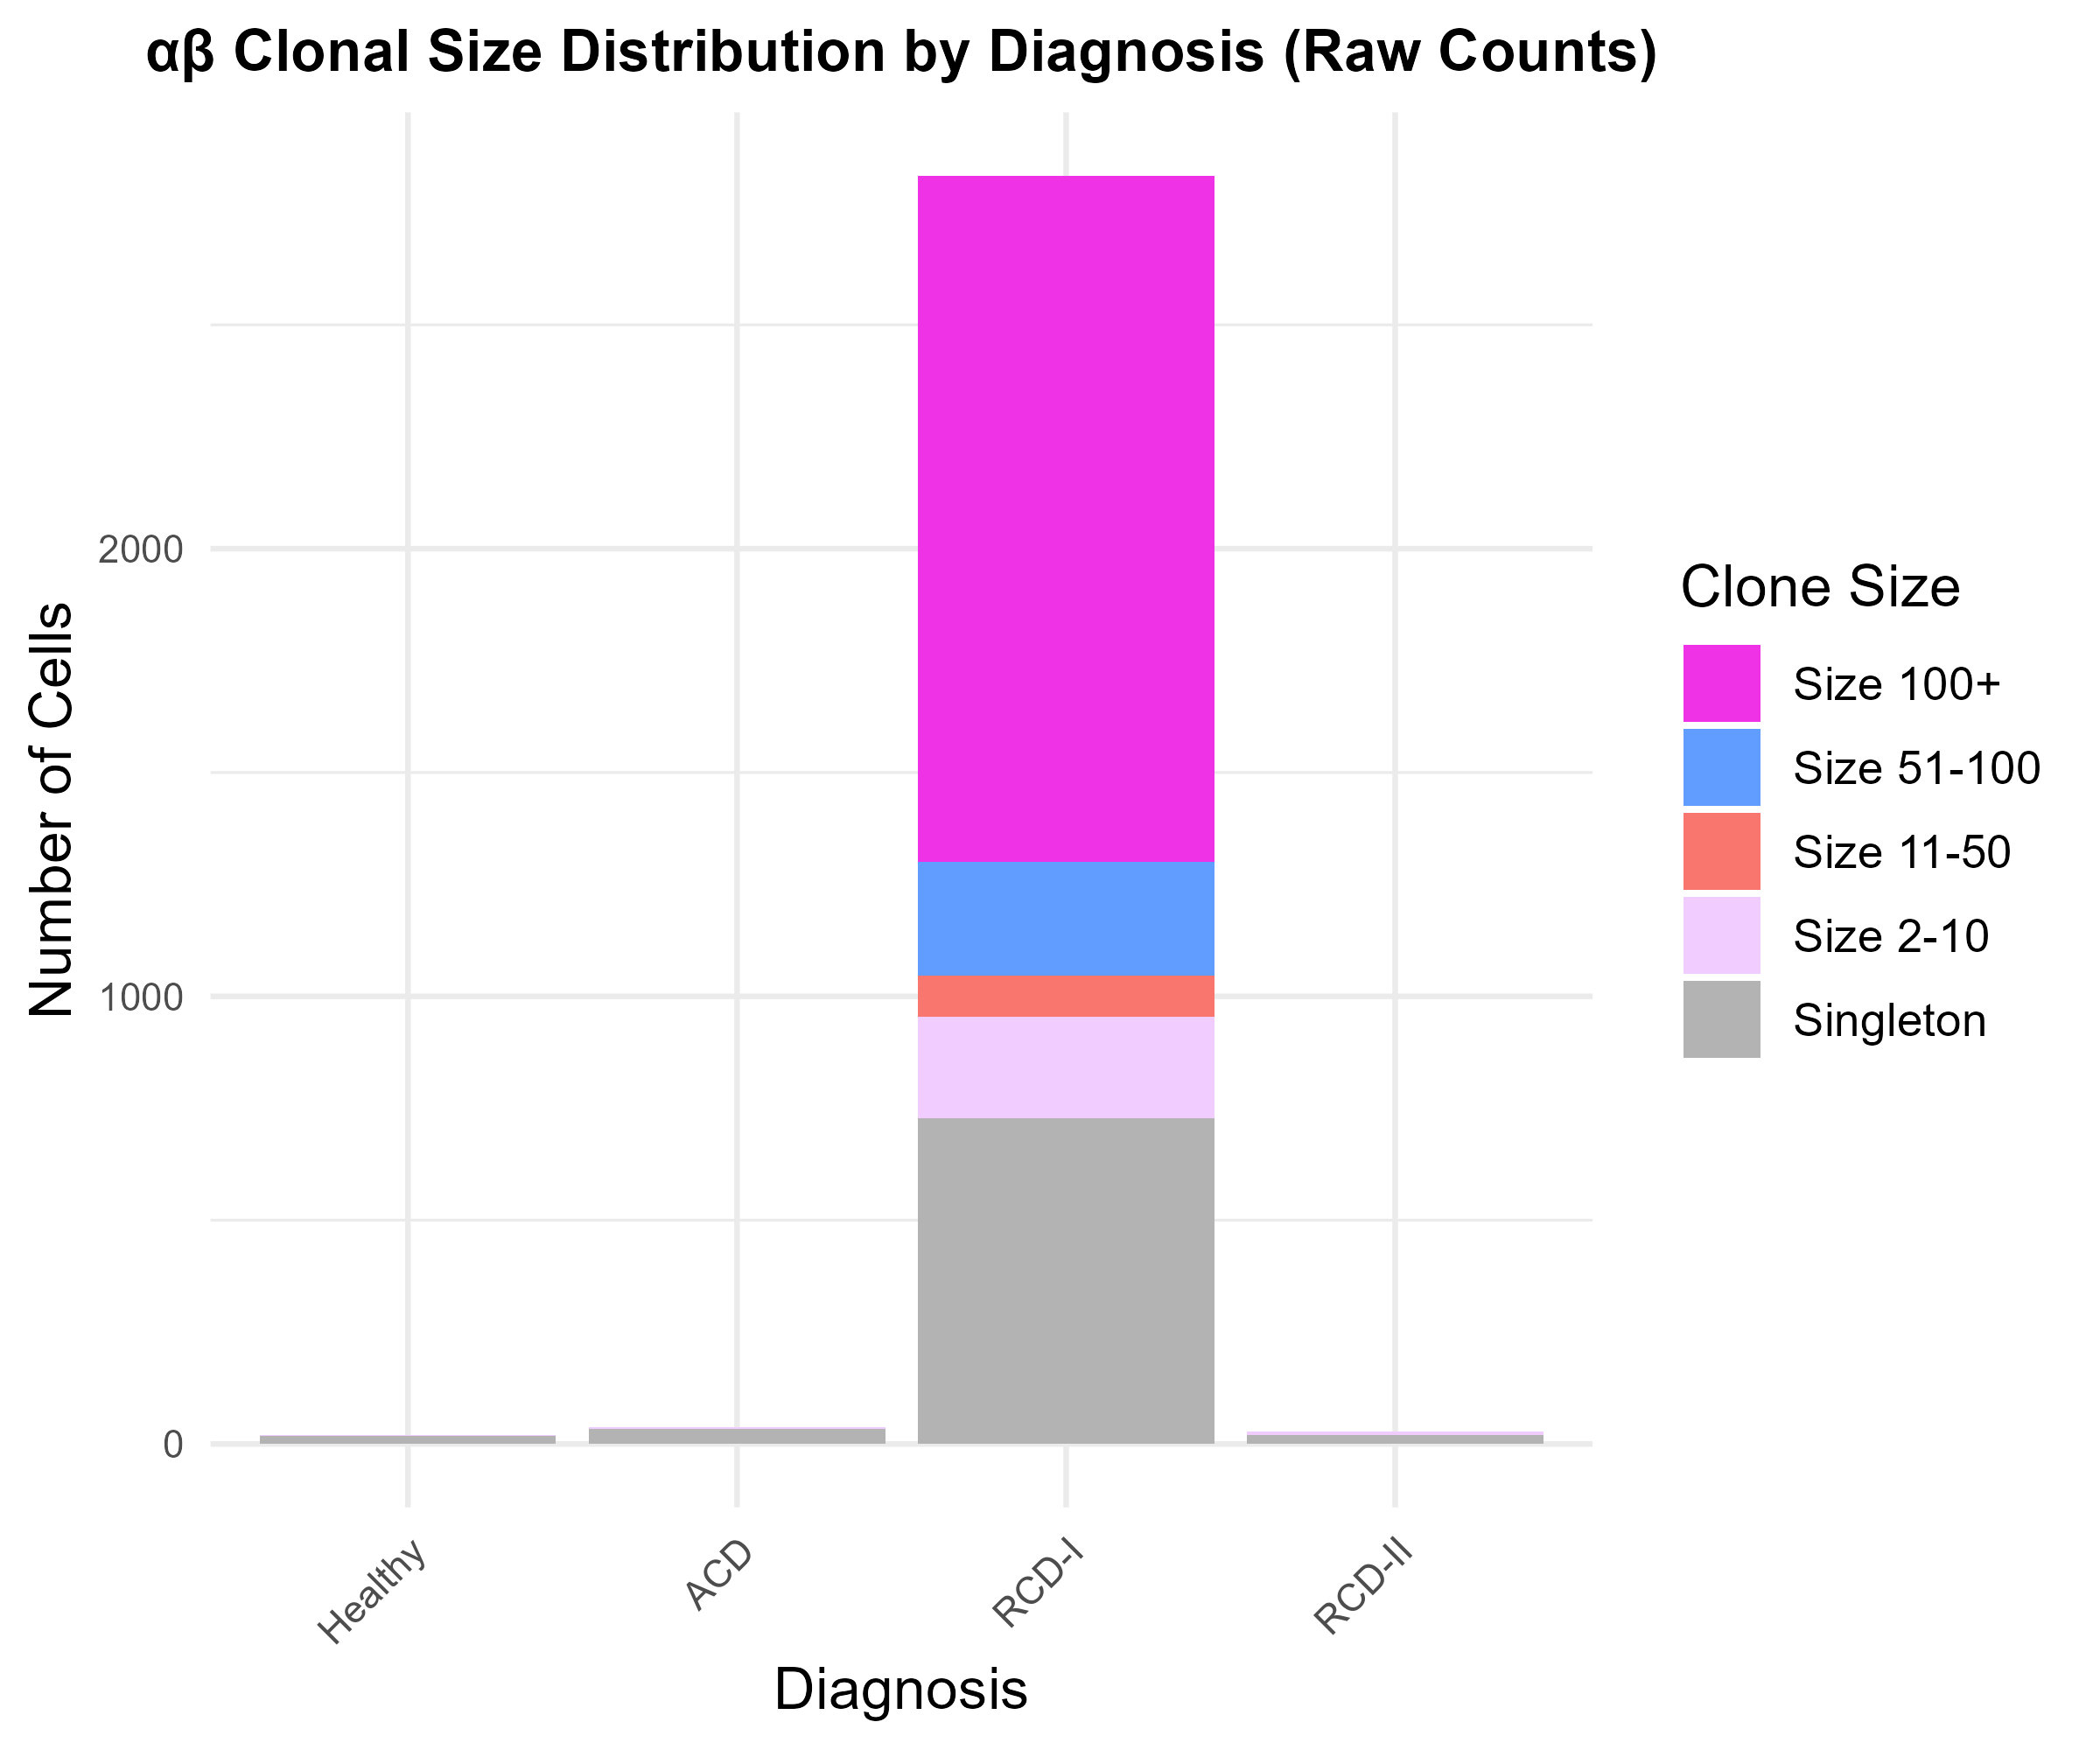 αβ Clonal Size Distribution by Diagnosis (Raw Counts)
Number of Cells
2000
1000
0
Healthy
ACD
RCD-I
RCD-II
Diagnosis
Clone Size
Size 100+
Size 51-100
Size 11-50
Size 2-10
Singleton